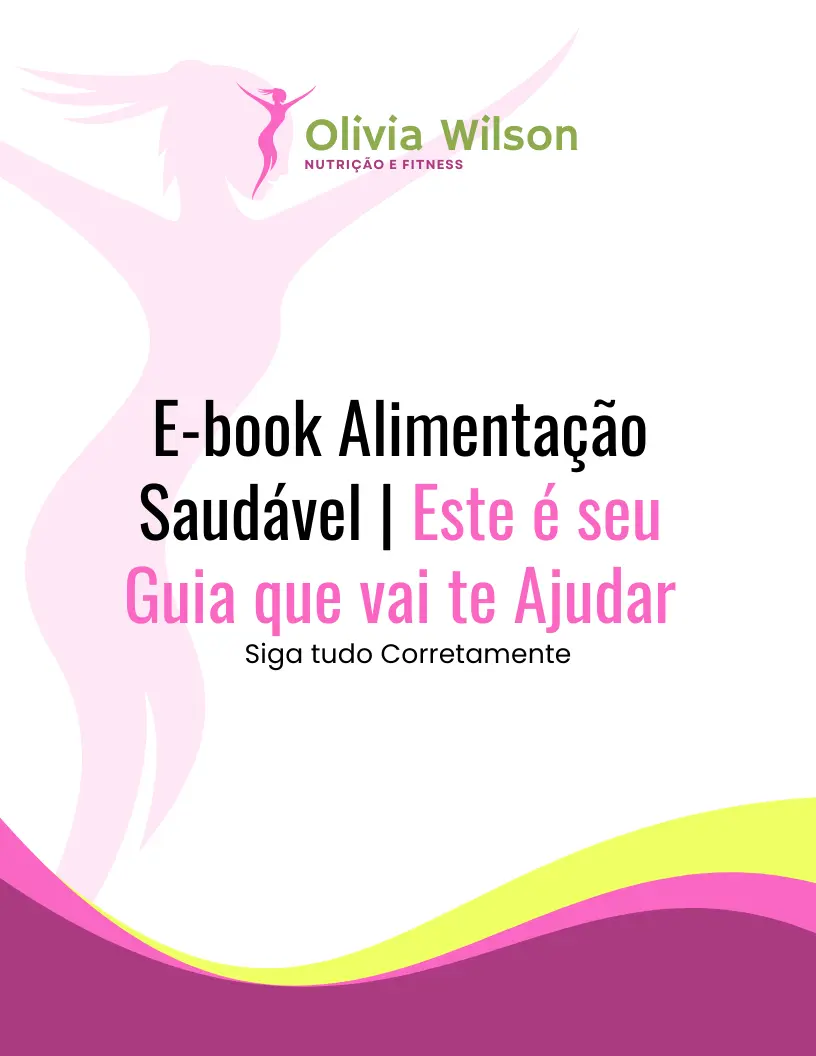 Olivia Wilson
NUTRIÇÃO E FITNESS
E-book Alimentação
Saudável | Este é seu
Guia que vai te Ajudar
Siga tudo Corretamente